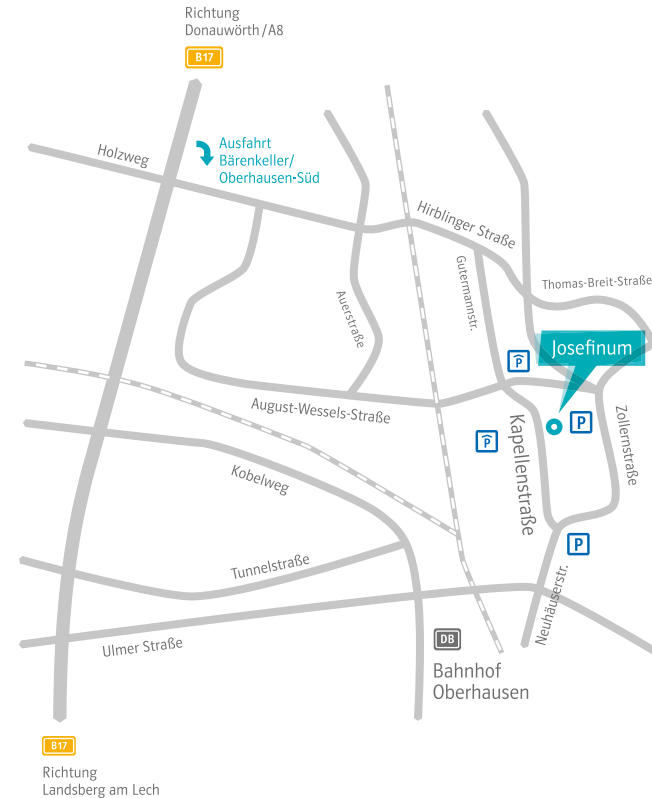 Richtung
Donauwörth/A8
B17
Ausfahrt
Bärenkeller/
Oberhausen-Süd
Holzweg
Hirblinger Straße
Gutermannstr.
Thomas-Breit-Straße
Auerstraße
Josefinum
P
August-Wessels-Straße
Kapellenstraße
P
Zollernstraße
P
Kobelweg
P
Tunnelstraße
Neuhäuserstr.
Ulmer Straße
DB
Bahnhof
Oberhausen
B17
Richtung
Landsberg am Lech